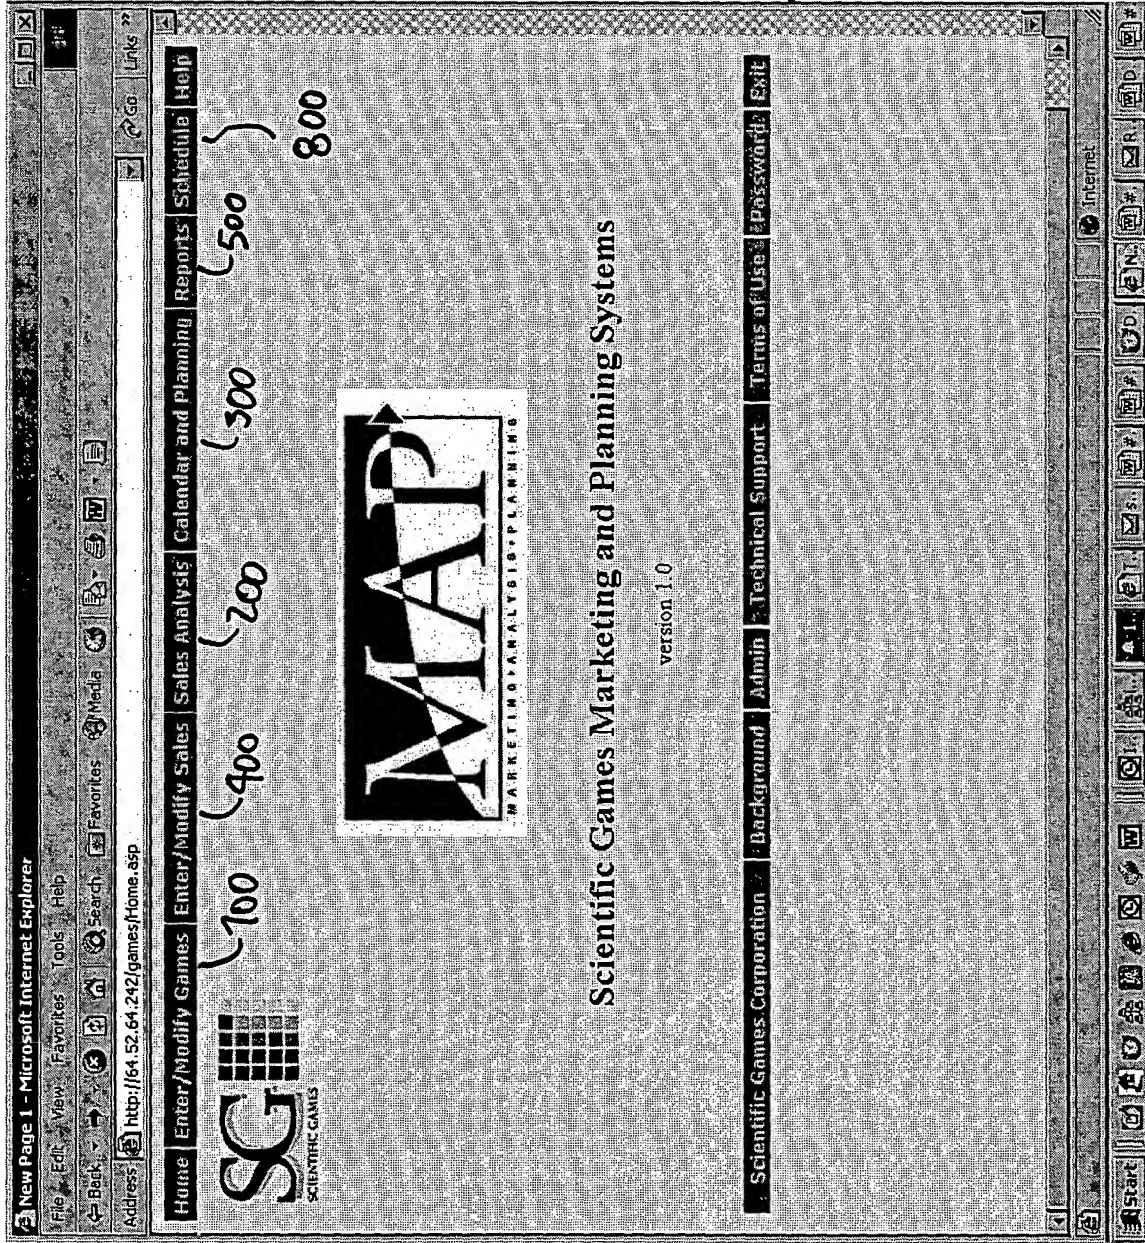 New Page 1 - Microsoft Internet Explorer
File Edit View Favorites Tools Help
Back Search Favorites Media
Address http://64.52.64.242/games/Home.asp Go Links »
Home Enter/Modify Games Enter/Modify Sales Sales Analysis Calendar and Planning Reports Schedule Help
100 400 200 300 500 800
SG
SCIENTIFIC GAMES
MAP
MARKETING•ANALYSIS•PLANNING
Scientific Games Marketing and Planning Systems
version 1.0
Scientific Games Corporation Background Admin Technical Support Terms of Use Password Exit
Internet
Start